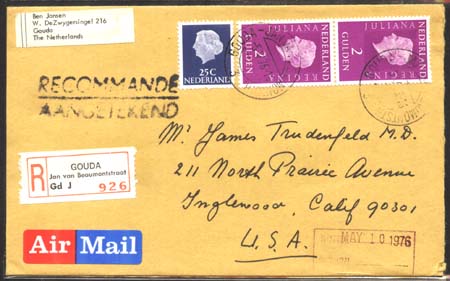 Ben Jamen
W. DeZwygersingel 216
Gouda
The Netherlands
25C
NEDERLAND
JULIANA
REGINA
NEDERLAND
2
GULDEN
JULIANA
REGINA
NEDERLAND
2
GULDEN
RECOMMANDÉ
AANGETEKEND
R
GOUDA
Jan van Beaumontstraat
Gd J 926
Air Mail
Mr. James Trudenfeld M.D.
211 North Prairie Avenue
Inglewood, Calif 90301
U.S.A.
MAY 10 1976